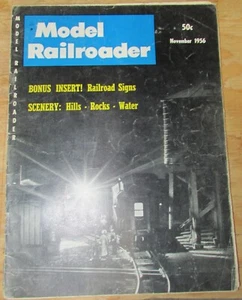 MODEL RAILROADER
Model
Railroader
50c
November 1956
BONUS INSERT! Railroad Signs
SCENERY: Hills - Rocks - Water